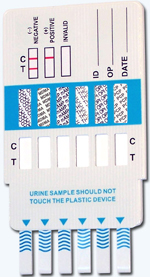 (-)
NEGATIVE
(+)
POSITIVE
INVALID
C
T
ID
OP
DATE
C
T
C
T
URINE SAMPLE SHOULD NOT
TOUCH THE PLASTIC DEVICE